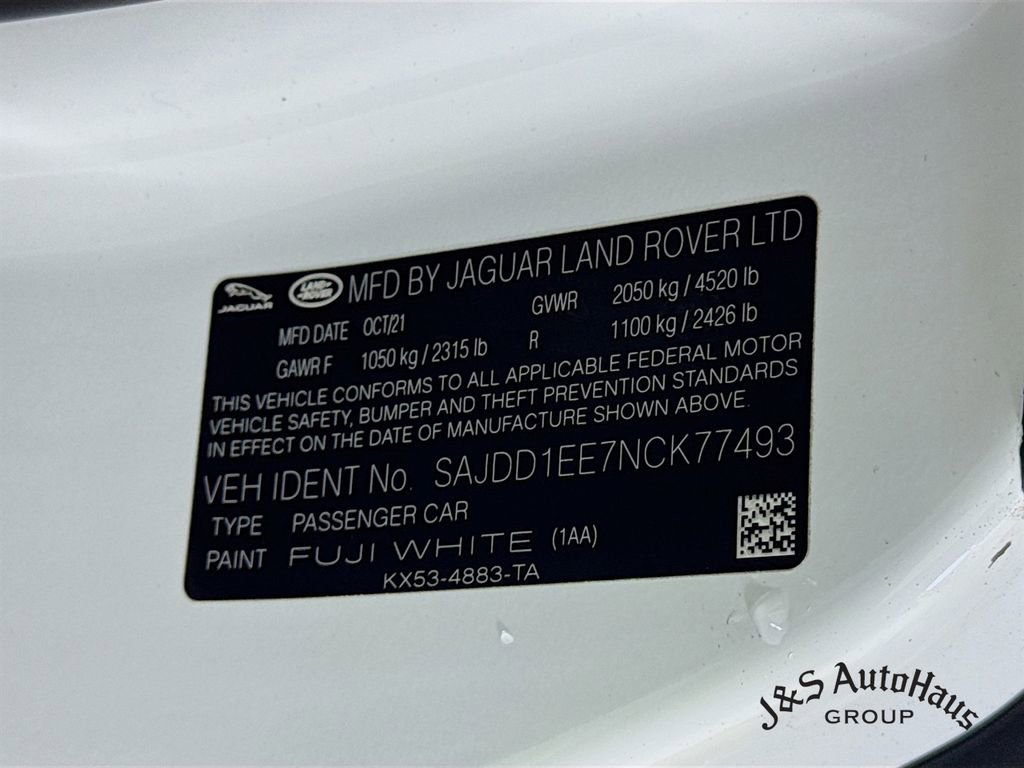 JAGUAR LAND ROVER MFD BY JAGUAR LAND ROVER LTD
MFD DATE OCT/21 GVWR 2050 kg / 4520 lb
GAWR F 1050 kg / 2315 lb R 1100 kg / 2426 lb
THIS VEHICLE CONFORMS TO ALL APPLICABLE FEDERAL MOTOR
VEHICLE SAFETY, BUMPER AND THEFT PREVENTION STANDARDS
IN EFFECT ON THE DATE OF MANUFACTURE SHOWN ABOVE.
VEH IDENT No. SAJDD1EE7NCK77493
TYPE PASSENGER CAR
PAINT FUJI WHITE (1AA)
KX53-4883-TA
J&S AutoHaus
GROUP